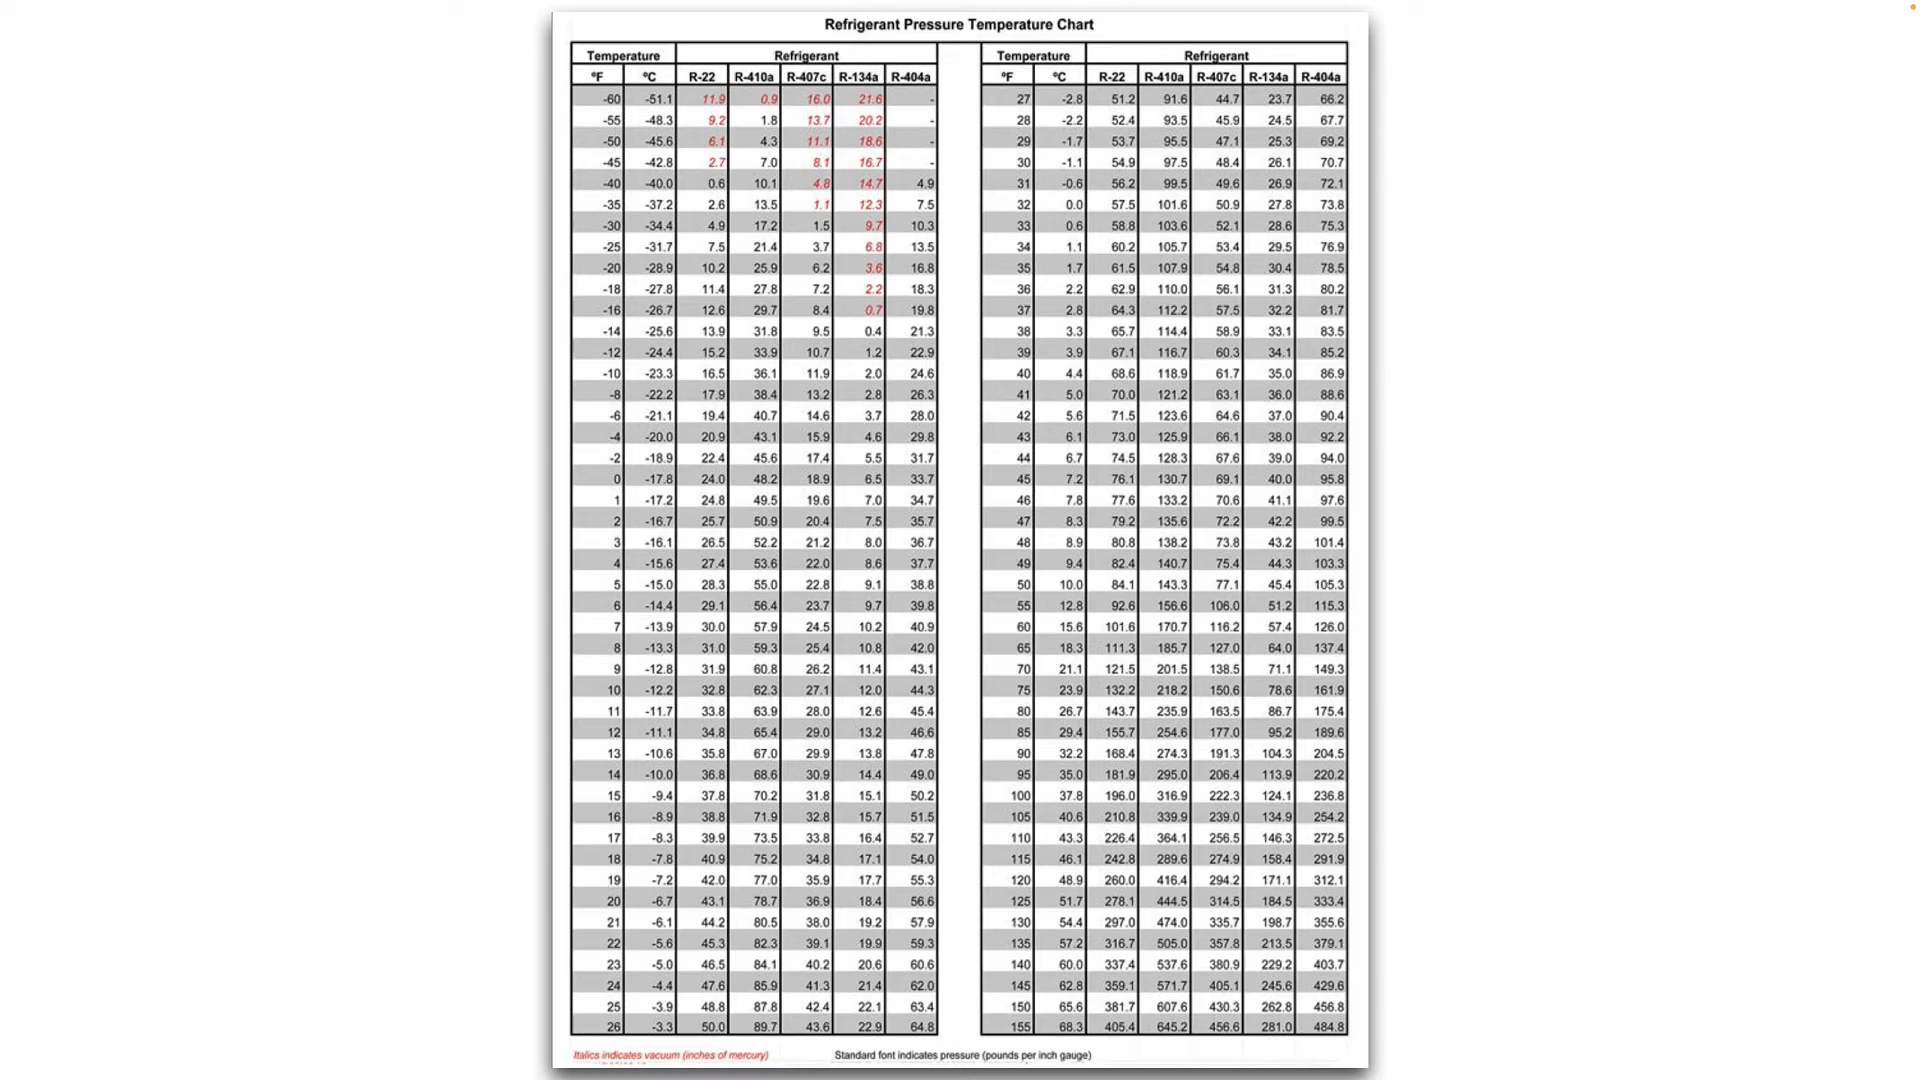 Refrigerant Pressure Temperature Chart
Temperature Refrigerant Temperature Refrigerant
ºF ºC R-22 R-410a R-407c R-134a R-404a ºF ºC R-22 R-410a R-407c R-134a R-404a
-60 -51.1 11.9 0.9 16.0 21.6 - 27 -2.8 51.2 91.6 44.7 23.7 66.2
-55 -48.3 9.2 1.8 13.7 20.2 - 28 -2.2 52.4 93.5 45.9 24.5 67.7
-50 -45.6 6.1 4.3 11.1 18.6 - 29 -1.7 53.7 95.5 47.1 25.3 69.2
-45 -42.8 2.7 7.0 8.1 16.7 - 30 -1.1 54.9 97.5 48.4 26.1 70.7
-40 -40.0 0.6 10.1 4.8 14.7 4.9 31 -0.6 56.2 99.5 49.6 26.9 72.1
-35 -37.2 2.6 13.5 1.1 12.3 7.5 32 0.0 57.5 101.6 50.9 27.8 73.8
-30 -34.4 4.9 17.2 1.5 9.7 10.3 33 0.6 58.8 103.6 52.1 28.6 75.3
-25 -31.7 7.5 21.4 3.7 6.8 13.5 34 1.1 60.2 105.7 53.4 29.5 76.9
-20 -28.9 10.2 25.9 6.2 3.6 16.8 35 1.7 61.5 107.9 54.8 30.4 78.5
-18 -27.8 11.4 27.8 7.2 2.2 18.3 36 2.2 62.9 110.0 56.1 31.3 80.2
-16 -26.7 12.6 29.7 8.4 0.7 19.8 37 2.8 64.3 112.2 57.5 32.2 81.7
-14 -25.6 13.9 31.8 9.5 0.4 21.3 38 3.3 65.7 114.4 58.9 33.1 83.5
-12 -24.4 15.2 33.9 10.7 1.2 22.9 39 3.9 67.1 116.7 60.3 34.1 85.2
-10 -23.3 16.5 36.1 11.9 2.0 24.6 40 4.4 68.6 118.9 61.7 35.0 86.9
-8 -22.2 17.9 38.4 13.2 2.8 26.3 41 5.0 70.0 121.2 63.1 36.0 88.6
-6 -21.1 19.4 40.7 14.6 3.7 28.0 42 5.6 71.5 123.6 64.6 37.0 90.4
-4 -20.0 20.9 43.1 15.9 4.6 29.8 43 6.1 73.0 125.9 66.1 38.0 92.2
-2 -18.9 22.4 45.6 17.4 5.5 31.7 44 6.7 74.5 128.3 67.6 39.0 94.0
0 -17.8 24.0 48.2 18.9 6.5 33.7 45 7.2 76.1 130.7 69.1 40.0 95.8
1 -17.2 24.8 49.5 19.6 7.0 34.7 46 7.8 77.6 133.2 70.6 41.1 97.6
2 -16.7 25.7 50.9 20.4 7.5 35.7 47 8.3 79.2 135.6 72.2 42.2 99.5
3 -16.1 26.5 52.2 21.2 8.0 36.7 48 8.9 80.8 138.2 73.8 43.2 101.4
4 -15.6 27.4 53.6 22.0 8.6 37.7 49 9.4 82.4 140.7 75.4 44.3 103.3
5 -15.0 28.3 55.0 22.8 9.1 38.8 50 10.0 84.1 143.3 77.1 45.4 105.3
6 -14.4 29.1 56.4 23.7 9.7 39.8 55 12.8 92.6 156.6 106.0 51.2 115.3
7 -13.9 30.0 57.9 24.5 10.2 40.9 60 15.6 101.6 170.7 116.2 57.4 126.0
8 -13.3 31.0 59.3 25.4 10.8 42.0 65 18.3 111.3 185.7 127.0 64.0 137.4
9 -12.8 31.9 60.8 26.2 11.4 43.1 70 21.1 121.5 201.5 138.5 71.1 149.3
10 -12.2 32.8 62.3 27.1 12.0 44.3 75 23.9 132.2 218.2 150.6 78.6 161.9
11 -11.7 33.8 63.9 28.0 12.6 45.4 80 26.7 143.7 235.9 163.5 86.7 175.4
12 -11.1 34.8 65.4 29.0 13.2 46.6 85 29.4 155.7 254.6 177.0 95.2 189.6
13 -10.6 35.8 67.0 29.9 13.8 47.8 90 32.2 168.4 274.3 191.3 104.3 204.5
14 -10.0 36.8 68.6 30.9 14.4 49.0 95 35.0 181.9 295.0 206.4 113.9 220.2
15 -9.4 37.8 70.2 31.8 15.1 50.2 100 37.8 196.0 316.9 222.3 124.1 236.8
16 -8.9 38.8 71.9 32.8 15.7 51.5 105 40.6 210.8 339.9 239.0 134.9 254.2
17 -8.3 39.9 73.5 33.8 16.4 52.7 110 43.3 226.4 364.1 256.5 146.3 272.5
18 -7.8 40.9 75.2 34.8 17.1 54.0 115 46.1 242.8 289.6 274.9 158.4 291.9
19 -7.2 42.0 77.0 35.9 17.7 55.3 120 48.9 260.0 416.4 294.2 171.1 312.1
20 -6.7 43.1 78.7 36.9 18.4 56.6 125 51.7 278.1 444.5 314.5 184.5 333.4
21 -6.1 44.2 80.5 38.0 19.2 57.9 130 54.4 297.0 474.0 335.7 198.7 355.6
22 -5.6 45.3 82.3 39.1 19.9 59.3 135 57.2 316.7 505.0 357.8 213.5 379.1
23 -5.0 46.5 84.1 40.2 20.6 60.6 140 60.0 337.4 537.6 380.9 229.2 403.7
24 -4.4 47.6 85.9 41.3 21.4 62.0 145 62.8 359.1 571.7 405.1 245.6 429.6
25 -3.9 48.8 87.8 42.4 22.1 63.4 150 65.6 381.7 607.6 430.3 262.8 456.8
26 -3.3 50.0 89.7 43.6 22.9 64.8 155 68.3 405.4 645.2 456.6 281.0 484.8
Italics indicates vacuum (inches of mercury) Standard font indicates pressure (pounds per inch gauge)